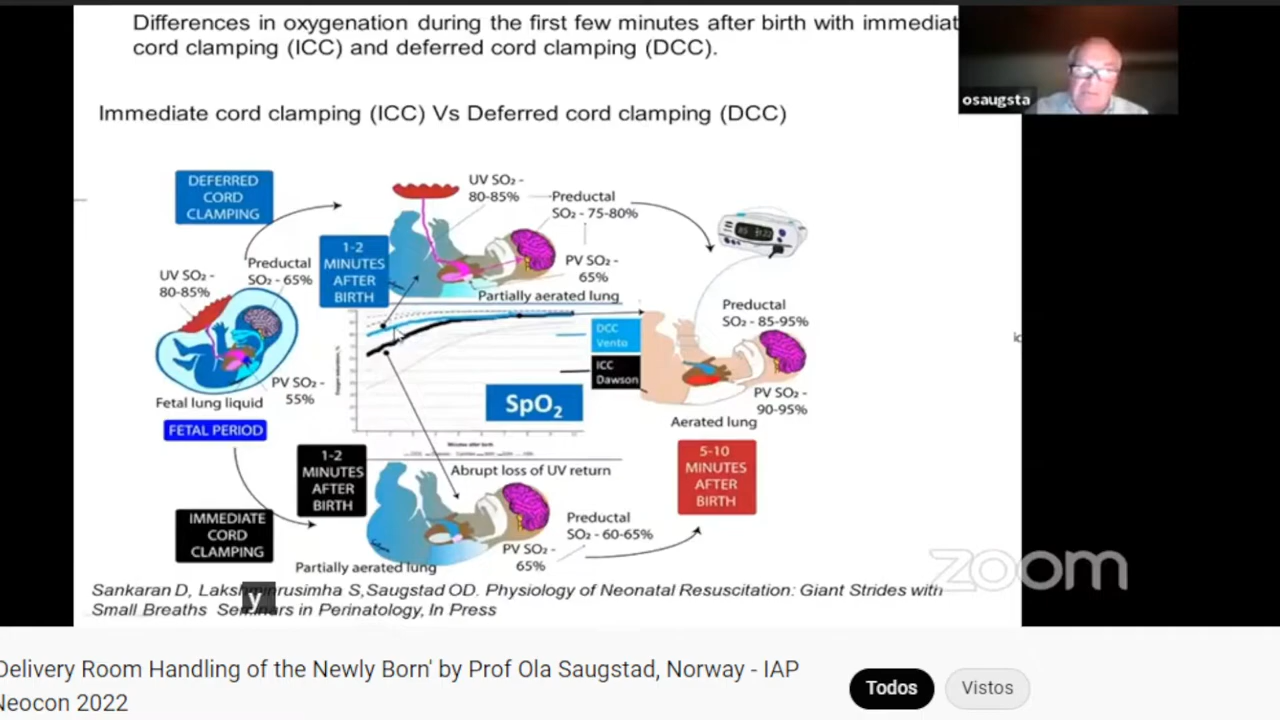 Differences in oxygenation during the first few minutes after birth with immediat
cord clamping (ICC) and deferred cord clamping (DCC).
osaugsta
Immediate cord clamping (ICC) Vs Deferred cord clamping (DCC)
DEFERRED
CORD
CLAMPING
UV SO₂ -
80-85%
Preductal
SO₂ - 75-80%
1-2
MINUTES
AFTER
BIRTH
PV SO₂ -
65%
Partially aerated lung
Preductal
SO₂ - 65%
UV SO₂ -
80-85%
PV SO₂ -
55%
Fetal lung liquid
FETAL PERIOD
DCC
Vento
ICC
Dawson
SpO₂
Minutes after birth
Preductal
SO₂ - 85-95%
PV SO₂ -
90-95%
Aerated lung
5-10
MINUTES
AFTER
BIRTH
1-2
MINUTES
AFTER
BIRTH
Abrupt loss of UV return
IMMEDIATE
CORD
CLAMPING
Preductal
SO₂ - 60-65%
PV SO₂ -
65%
Partially aerated lung
zoom
Sankaran D, Saugstad OD. Physiology of Neonatal Resuscitation: Giant Strides with
Small Breaths Seminars in Perinatology, In Press
y
Delivery Room Handling of the Newly Born' by Prof Ola Saugstad, Norway - IAP
Neocon 2022
Todos
Vistos